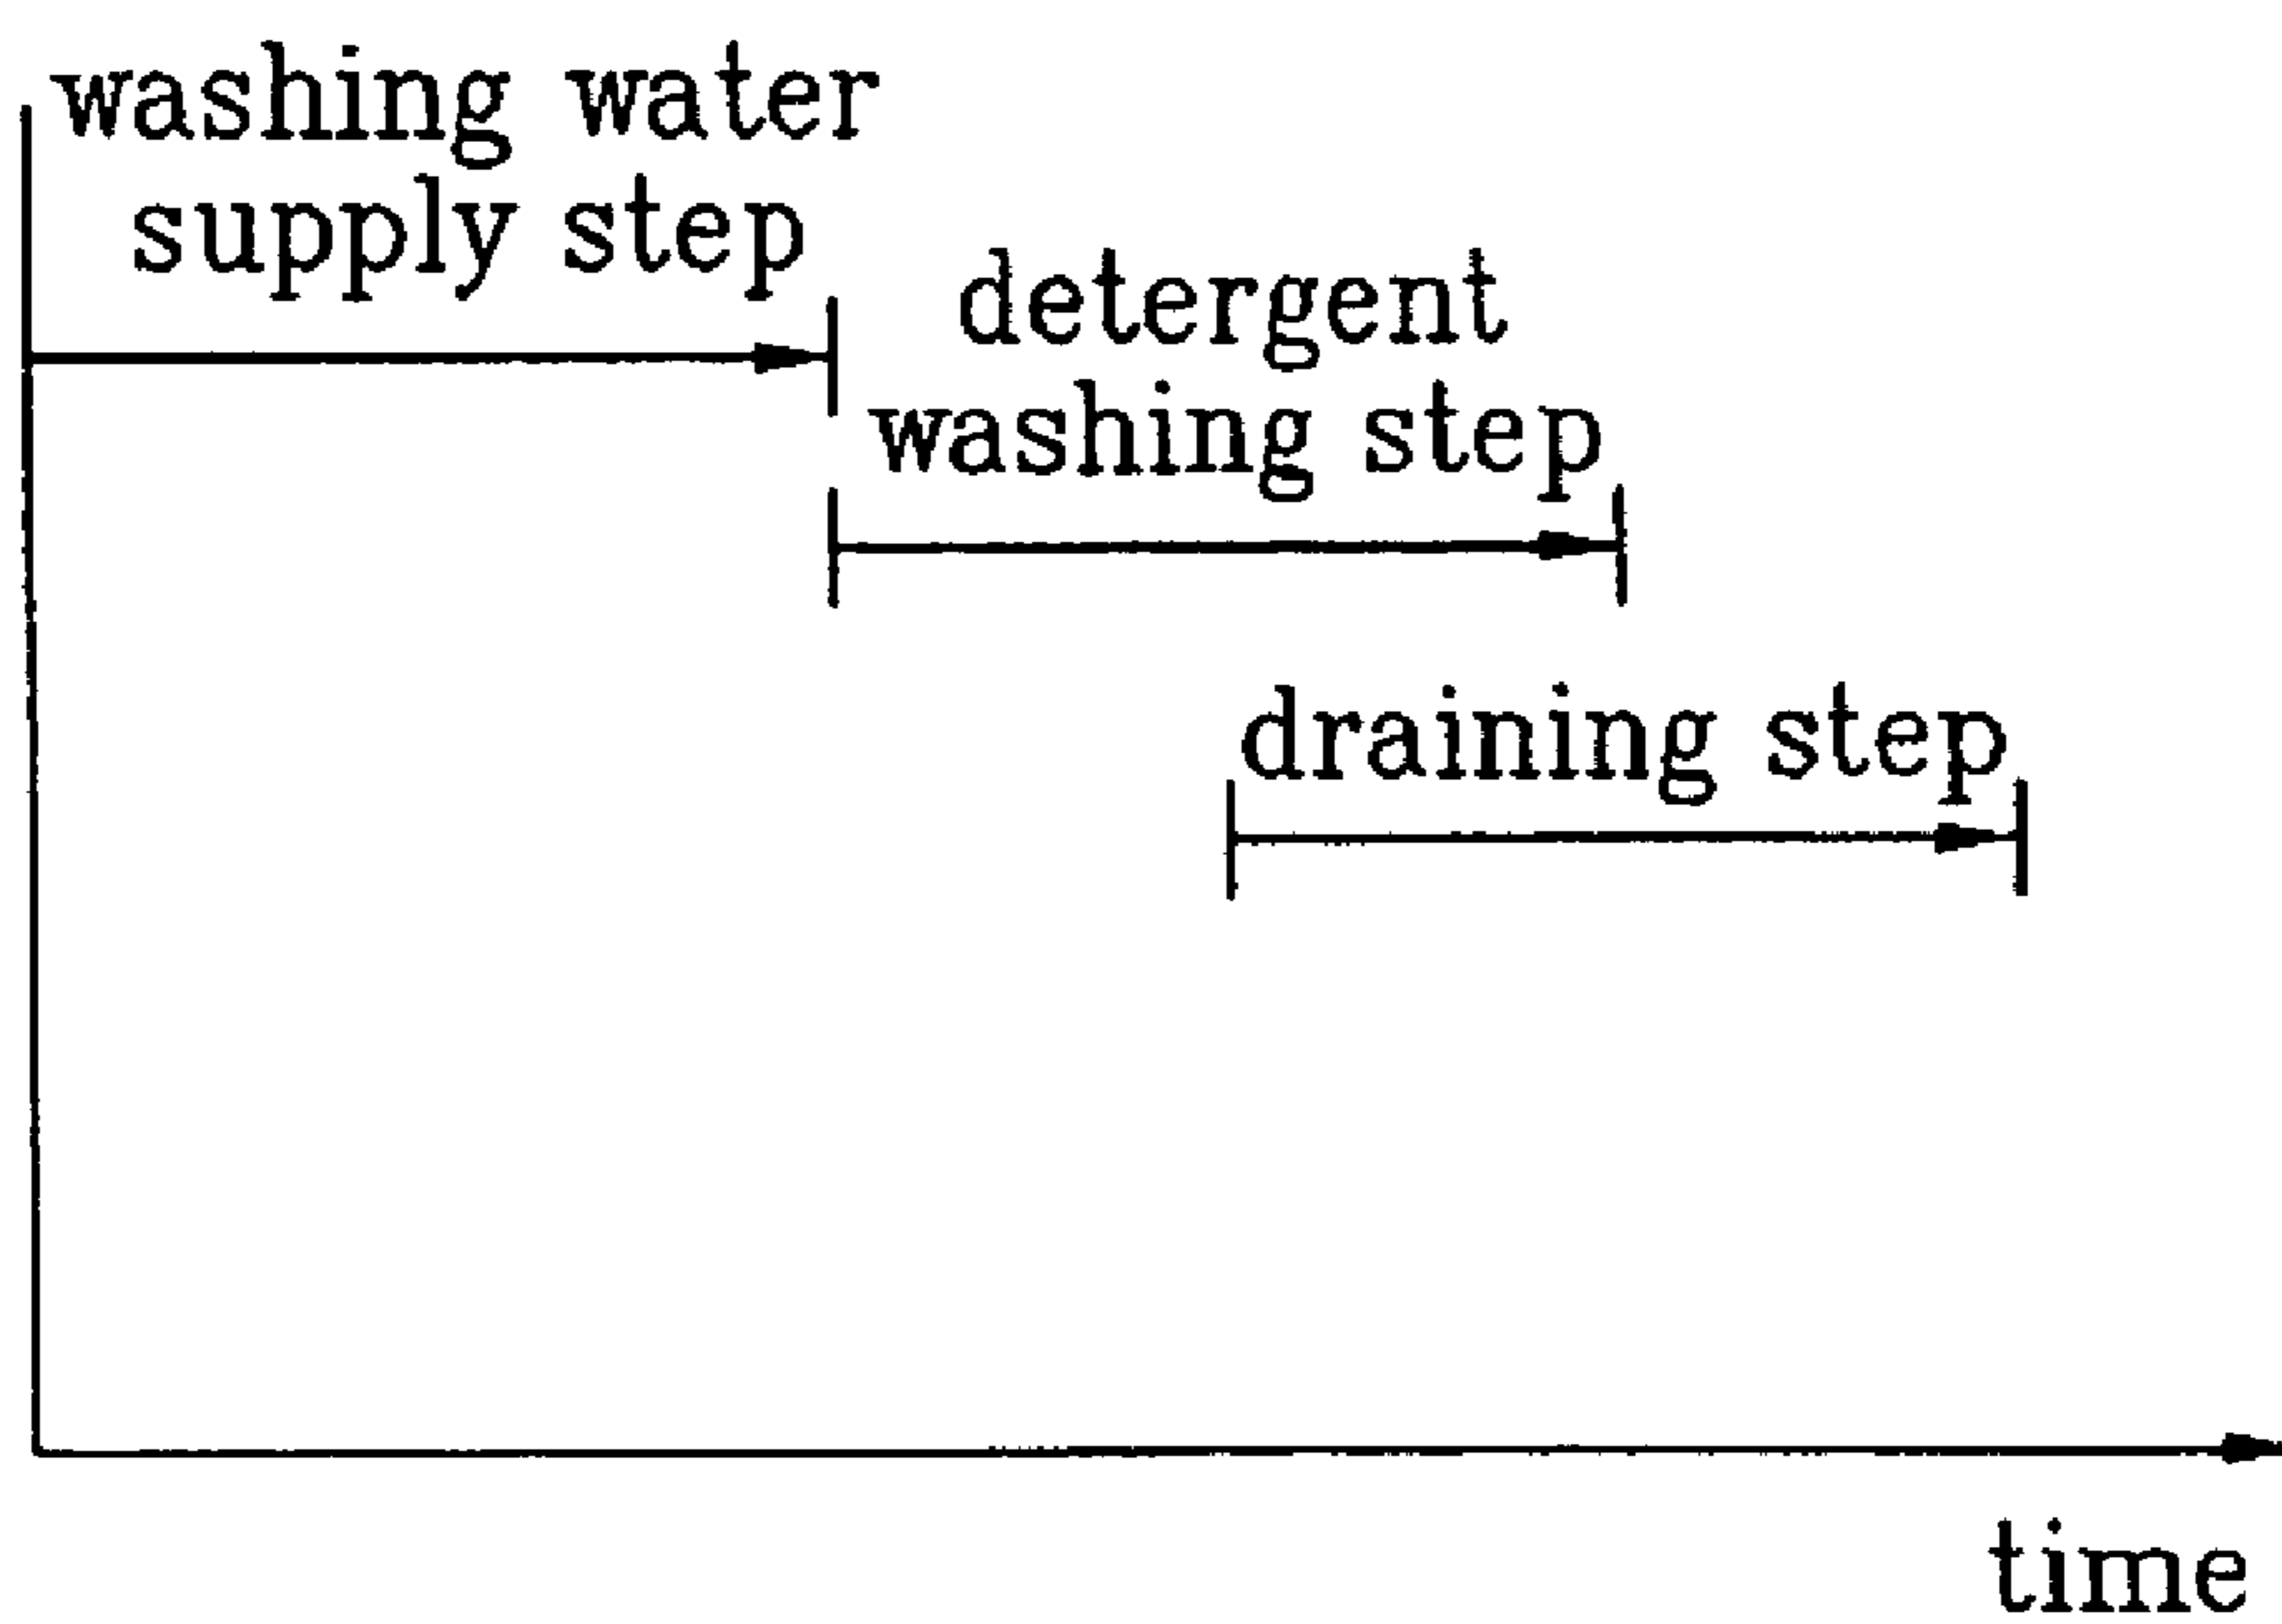 washing water
supply step
detergent
washing step
draining step
time